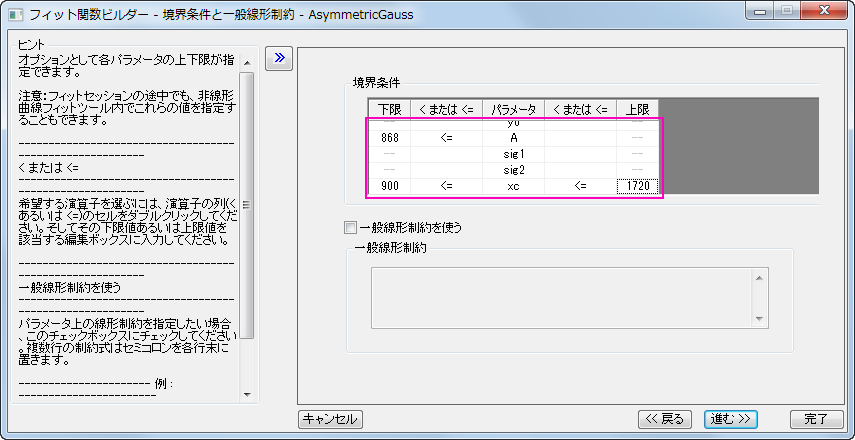 フィット関数ビルダー - 境界条件と一般線形制約 - AsymmetricGauss
ヒント
オプションとして各パラメータの上下限が指
定できます。
注意：フィットセッションの途中でも、非線形
曲線フィットツール内でこれらの値を指定す
ることもできます。
-----------------------------------
--------------------
< または <=
-----------------------------------
--------------------
希望する演算子を選ぶには、演算子の列(<
あるいは <=)のセルをダブルクリックしてくだ
さい。そしてその下限値あるいは上限値を
該当する編集ボックスに入力してください。
-----------------------------------
--------------------
一般線形制約を使う
-----------------------------------
--------------------
パラメータ上の線形制約を指定したい場合
、このチェックボックスにチェックしてください
。複数行の制約式はセミコロンを各行末に
置きます。
---------------------- 例：
-----------------------
境界条件
下限 < または <= パラメータ < または <= 上限
-- y0 --
868 <= A --
-- sig1 --
-- sig2 --
900 <= xc <= 1720
一般線形制約を使う
一般線形制約
キャンセル << 戻る 進む >> 完了